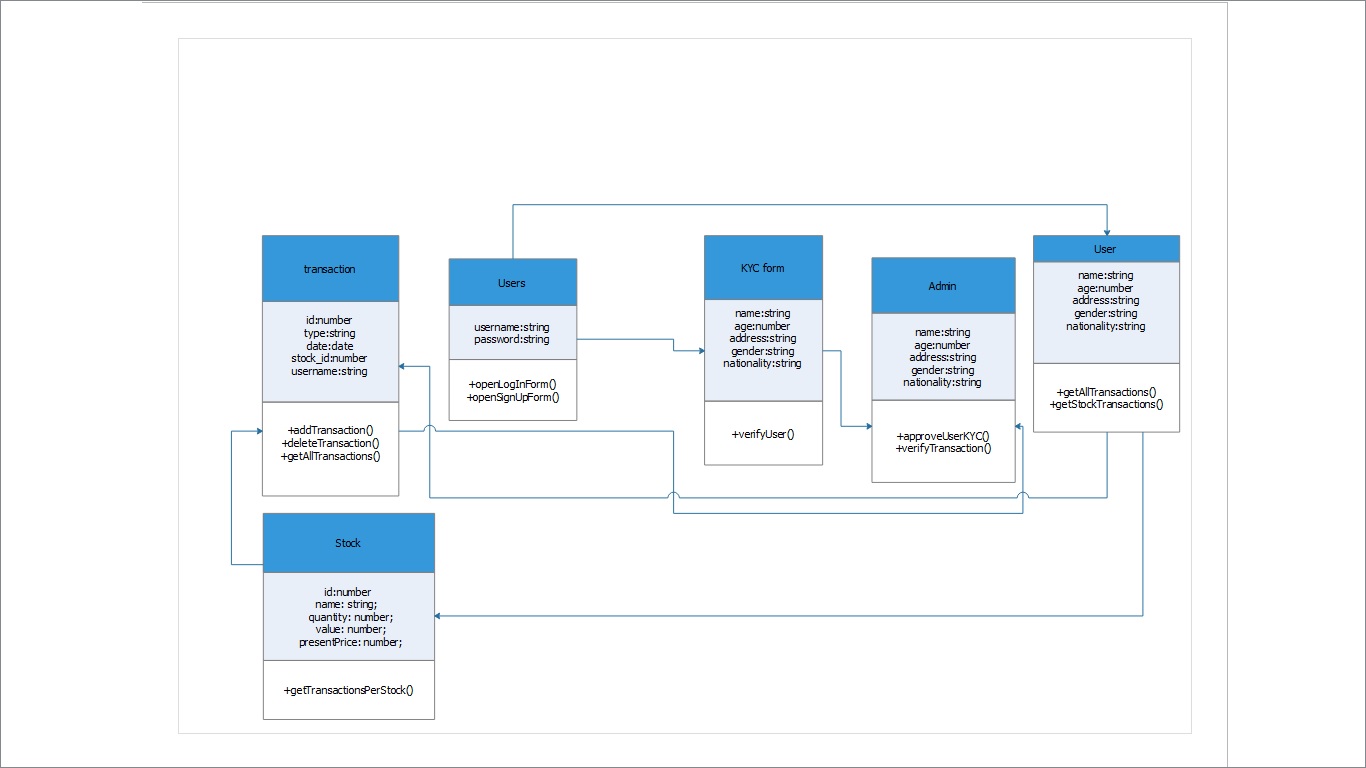 transaction
id:number
type:string
date:date
stock_id:number
username:string
+addTransaction()
+deleteTransaction()
+getAllTransactions()
Users
username:string
password:string
+openLogInForm()
+openSignUpForm()
KYC form
name:string
age:number
address:string
gender:string
nationality:string
+verifyUser()
Admin
name:string
age:number
address:string
gender:string
nationality:string
+approveUserKYC()
+verifyTransaction()
User
name:string
age:number
address:string
gender:string
nationality:string
+getAllTransactions()
+getStockTransactions()
Stock
id:number
name: string;
quantity: number;
value: number;
presentPrice: number;
+getTransactionsPerStock()